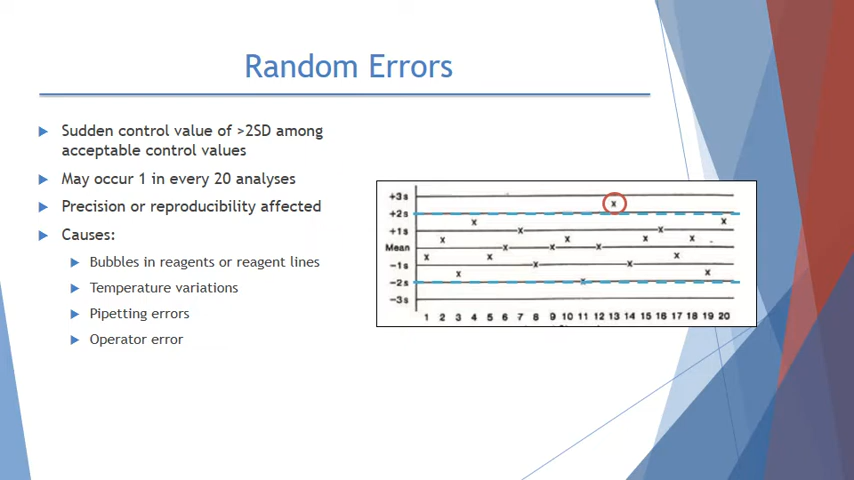 Random Errors
Sudden control value of >2SD among
acceptable control values
May occur 1 in every 20 analyses
Precision or reproducibility affected
Causes:
Bubbles in reagents or reagent lines
Temperature variations
Pipetting errors
Operator error
+3s
+2s
+1s
Mean
−1s
−2s
−3s
1 2 3 4 5 6 7 8 9 10 11 12 13 14 15 16 17 18 19 20